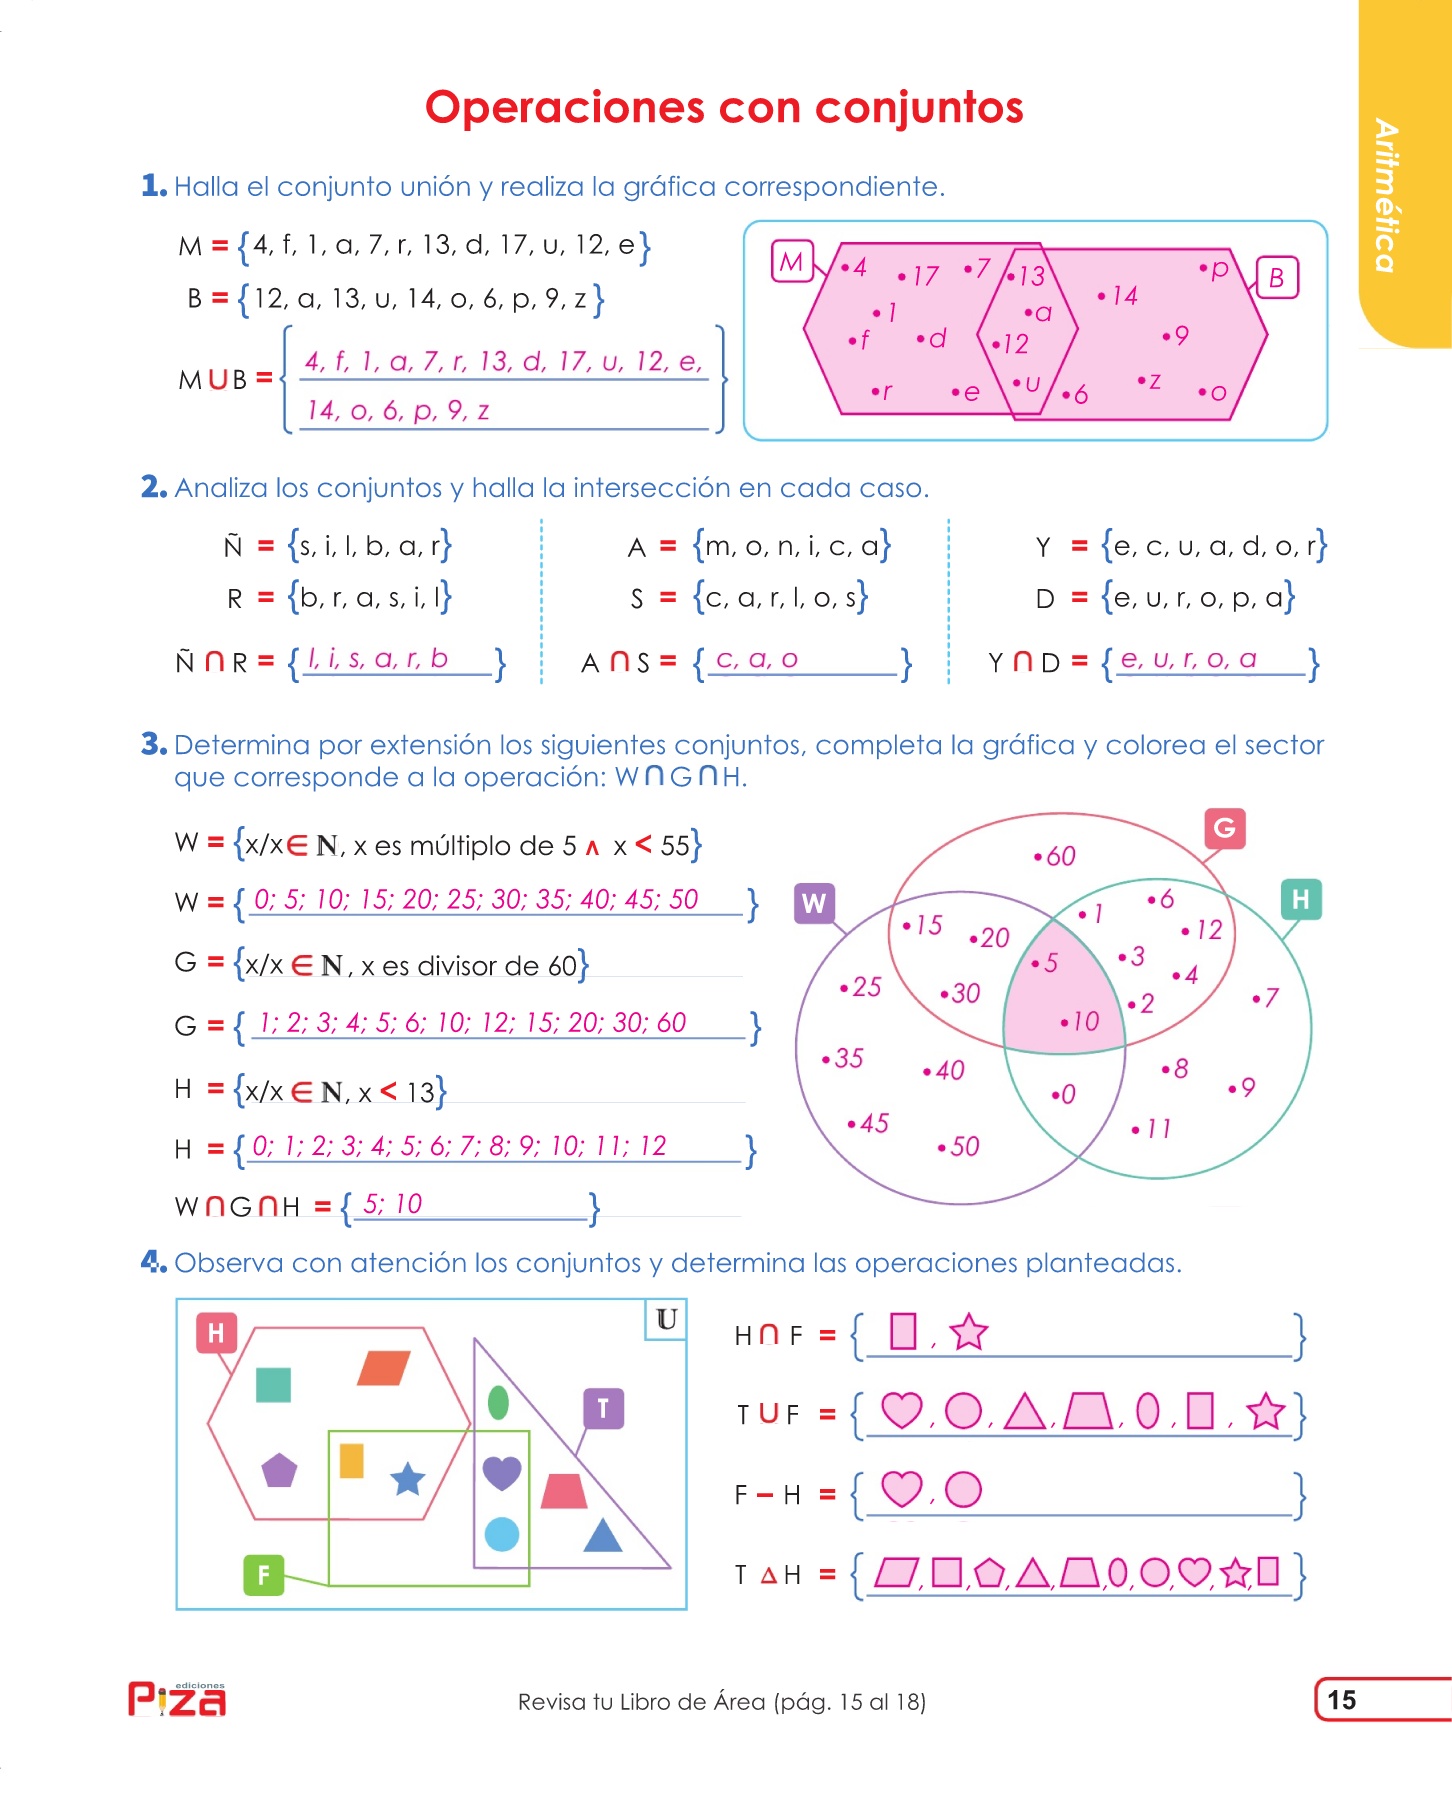 Aritmética
Operaciones con conjuntos
1. Halla el conjunto unión y realiza la gráfica correspondiente.
M = {4, f, 1, a, 7, r, 13, d, 17, u, 12, e}
B = {12, a, 13, u, 14, o, 6, p, 9, z}
M∪B = {4, f, 1, a, 7, r, 13, d, 17, u, 12, e,
14, o, 6, p, 9, z}
M
•4
•17
•7
•13
•p
B
•14
•1
•a
•f
•d
•12
•9
•r
•e
•u
•6
•z
•o
2. Analiza los conjuntos y halla la intersección en cada caso.
Ñ = {s, i, l, b, a, r}
R = {b, r, a, s, i, l}
Ñ ∩ R = {l, i, s, a, r, b}
A = {m, o, n, i, c, a}
S = {c, a, r, l, o, s}
A ∩ S = {c, a, o}
Y = {e, c, u, a, d, o, r}
D = {e, u, r, o, p, a}
Y ∩ D = {e, u, r, o, a}
3. Determina por extensión los siguientes conjuntos, completa la gráfica y colorea el sector
que corresponde a la operación: W∩G∩H.
W = {x/x∈ ℕ, x es múltiplo de 5 ∧ x < 55}
W = {0; 5; 10; 15; 20; 25; 30; 35; 40; 45; 50}
G = {x/x ∈ ℕ, x es divisor de 60}
G = {1; 2; 3; 4; 5; 6; 10; 12; 15; 20; 30; 60}
H = {x/x ∈ ℕ, x < 13}
H = {0; 1; 2; 3; 4; 5; 6; 7; 8; 9; 10; 11; 12}
W∩G∩H = {5; 10}
G
•60
W
H
•15
•20
•1
•6
•12
•5
•3
•4
•25
•30
•2
•7
•10
•35
•40
•0
•8
•9
•45
•50
•11
4. Observa con atención los conjuntos y determina las operaciones planteadas.
U
H
T
F
H ∩ F = { , }
T ∪ F = { , , , , , , }
F − H = { , }
T Δ H = { , , , , , , , , , }
ediciones
Piza
Revisa tu Libro de Área (pág. 15 al 18)
15